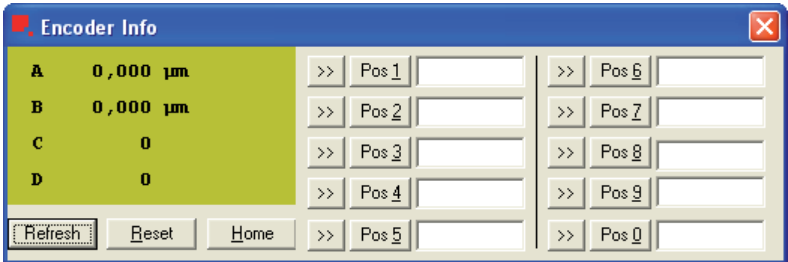 Encoder Info
A 0,000 µm
B 0,000 µm
C 0
D 0
Refresh Reset Home
>> Pos 1
>> Pos 2
>> Pos 3
>> Pos 4
>> Pos 5
>> Pos 6
>> Pos 7
>> Pos 8
>> Pos 9
>> Pos 0